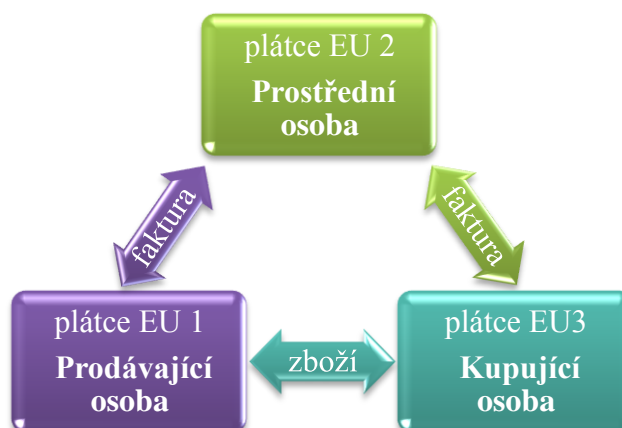 plátce EU 2
Prostřední
osoba
faktura
faktura
plátce EU 1
Prodávající
osoba
zboží
plátce EU3
Kupující
osoba